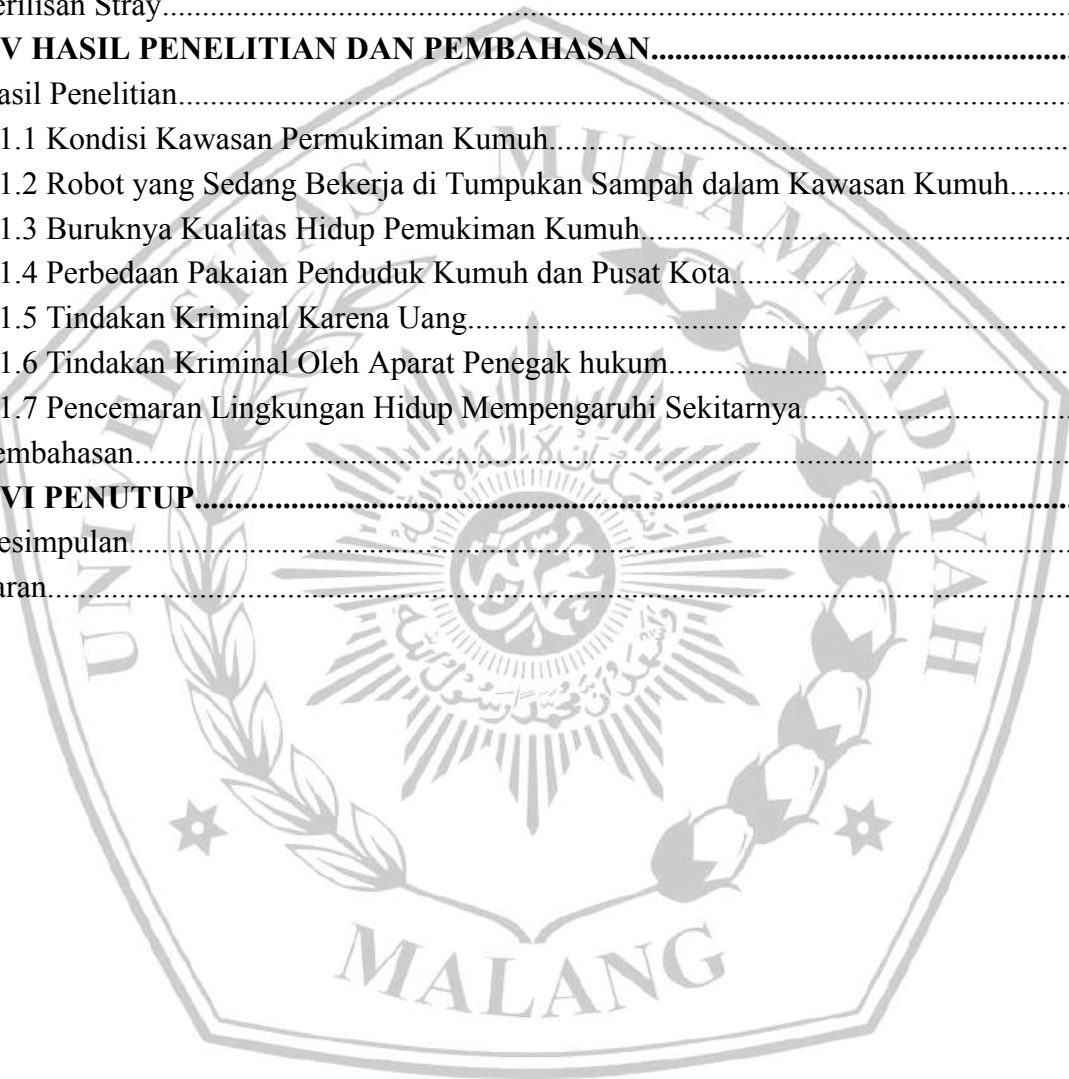 erilisan Stray
V HASIL PENELITIAN DAN PEMBAHASAN
asil Penelitian
1.1 Kondisi Kawasan Permukiman Kumuh
1.2 Robot yang Sedang Bekerja di Tumpukan Sampah dalam Kawasan Kumuh
1.3 Buruknya Kualitas Hidup Pemukiman Kumuh
1.4 Perbedaan Pakaian Penduduk Kumuh dan Pusat Kota
1.5 Tindakan Kriminal Karena Uang
1.6 Tindakan Kriminal Oleh Aparat Penegak hukum
1.7 Pencemaran Lingkungan Hidup Mempengaruhi Sekitarnya
embahasan
VI PENUTUP
esimpulan
aran
UNIVERSITAS MUHAMMADIYAH
MALANG